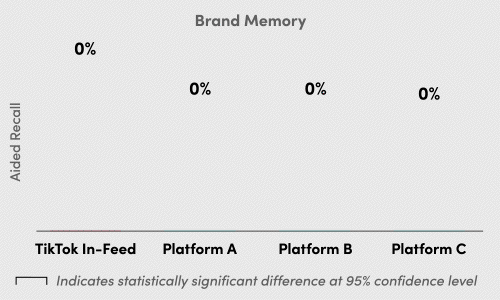 Brand Memory
0%
0%
0%
0%
Aided Recall
TikTok In-Feed
Platform A
Platform B
Platform C
Indicates statistically significant difference at 95% confidence level